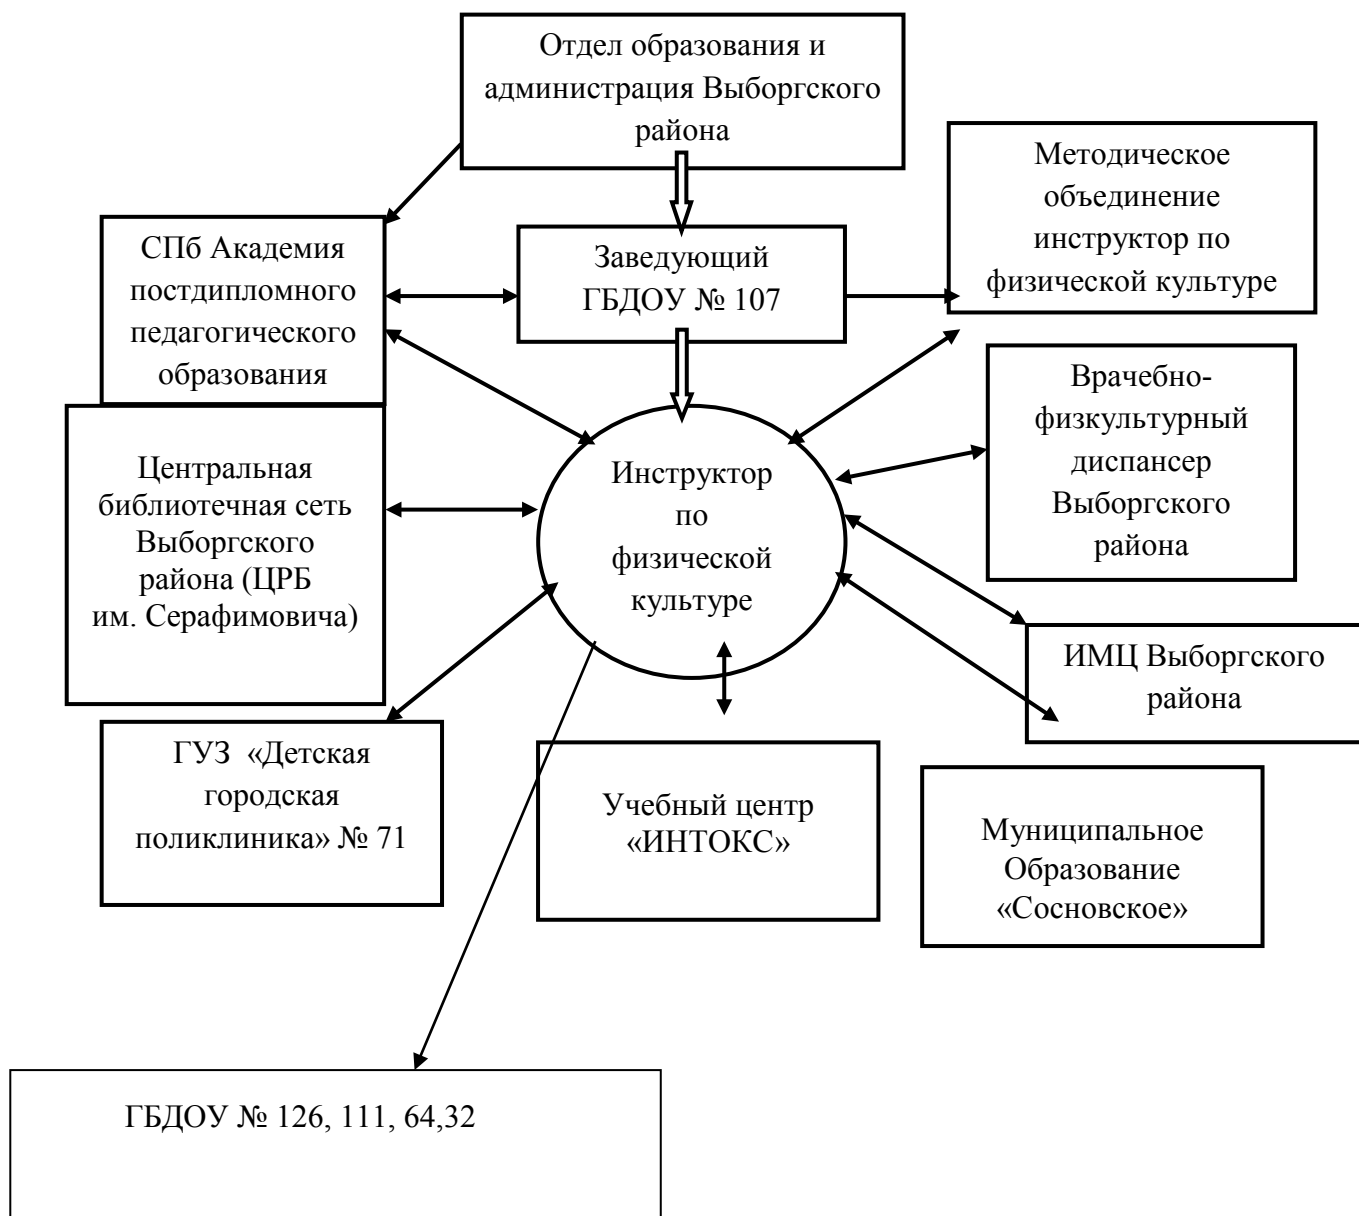 Отдел образования и
администрация Выборгского
района
Методическое
объединение
инструктор по
физической культуре
СПб Академия
постдипломного
педагогического
образования
Заведующий
ГБДОУ № 107
Врачебно-
физкультурный
диспансер
Выборгского
района
Центральная
библиотечная сеть
Выборгского
района (ЦРБ
им. Серафимовича)
Инструктор
по
физической
культуре
ИМЦ Выборгского
района
ГУЗ «Детская
городская
поликлиника» № 71
Учебный центр
«ИНТОКС»
Муниципальное
Образование
«Сосновское»
ГБДОУ № 126, 111, 64,32